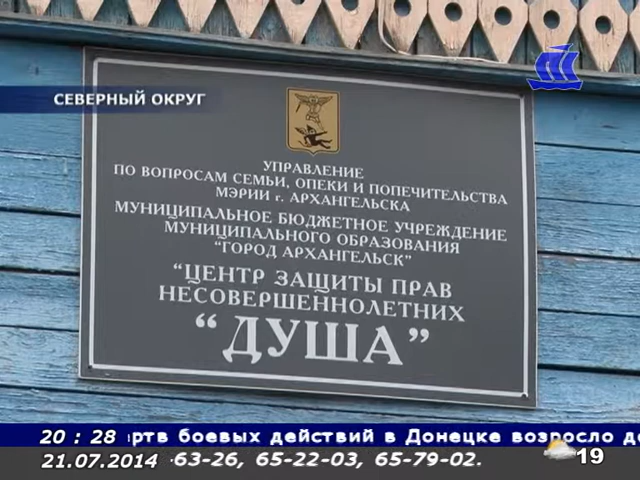 СЕВЕРНЫЙ ОКРУГ
УПРАВЛЕНИЕ
ПО ВОПРОСАМ СЕМЬИ, ОПЕКИ И ПОПЕЧИТЕЛЬСТВА
МЭРИИ г. АРХАНГЕЛЬСКА
МУНИЦИПАЛЬНОЕ БЮДЖЕТНОЕ УЧРЕЖДЕНИЕ
МУНИЦИПАЛЬНОГО ОБРАЗОВАНИЯ
"ГОРОД АРХАНГЕЛЬСК"
"ЦЕНТР ЗАЩИТЫ ПРАВ
НЕСОВЕРШЕННОЛЕТНИХ
"ДУША"
20 : 28 боевых действий в Донецке возросло
21.07.2014 -63-26, 65-22-03, 65-79-02. 19